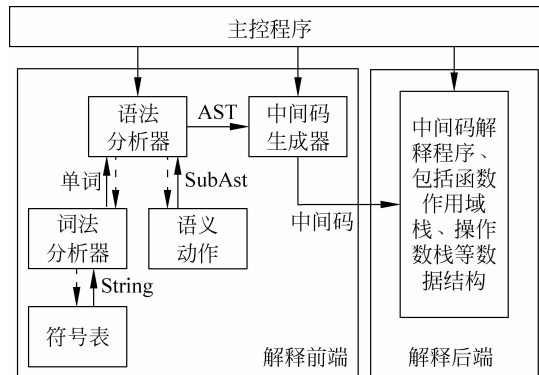 主控程序
语法
分析器
AST
中间码
生成器
中间码解
释程序、
包括函数
作用域
栈、操作
数栈等数
据结构
单词
SubAst
中间码
词法
分析器
语义
动作
String
符号表
解释前端
解释后端